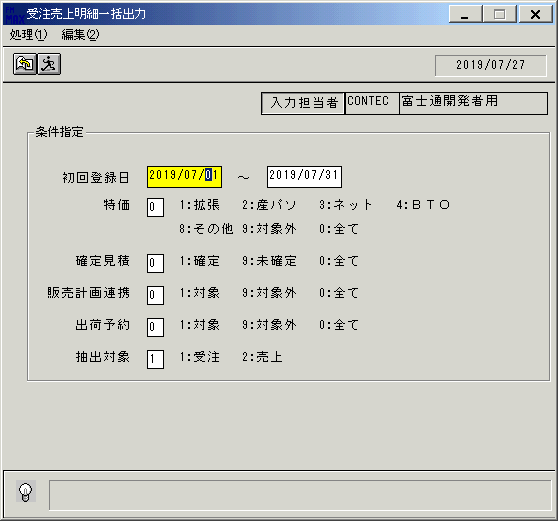 受注売上明細一括出力
処理(1) 編集(2)
2019/07/27
入力担当者 CONTEC 富士通開発者用
条件指定
初回登録日 2019/07/01 ～ 2019/07/31
特価 0 1:拡張 2:産パソ 3:ネット 4:ＢＴＯ
8:その他 9:対象外 0:全て
確定見積 0 1:確定 9:未確定 0:全て
販売計画連携 0 1:対象 9:対象外 0:全て
出荷予約 0 1:対象 9:対象外 0:全て
抽出対象 1 1:受注 2:売上